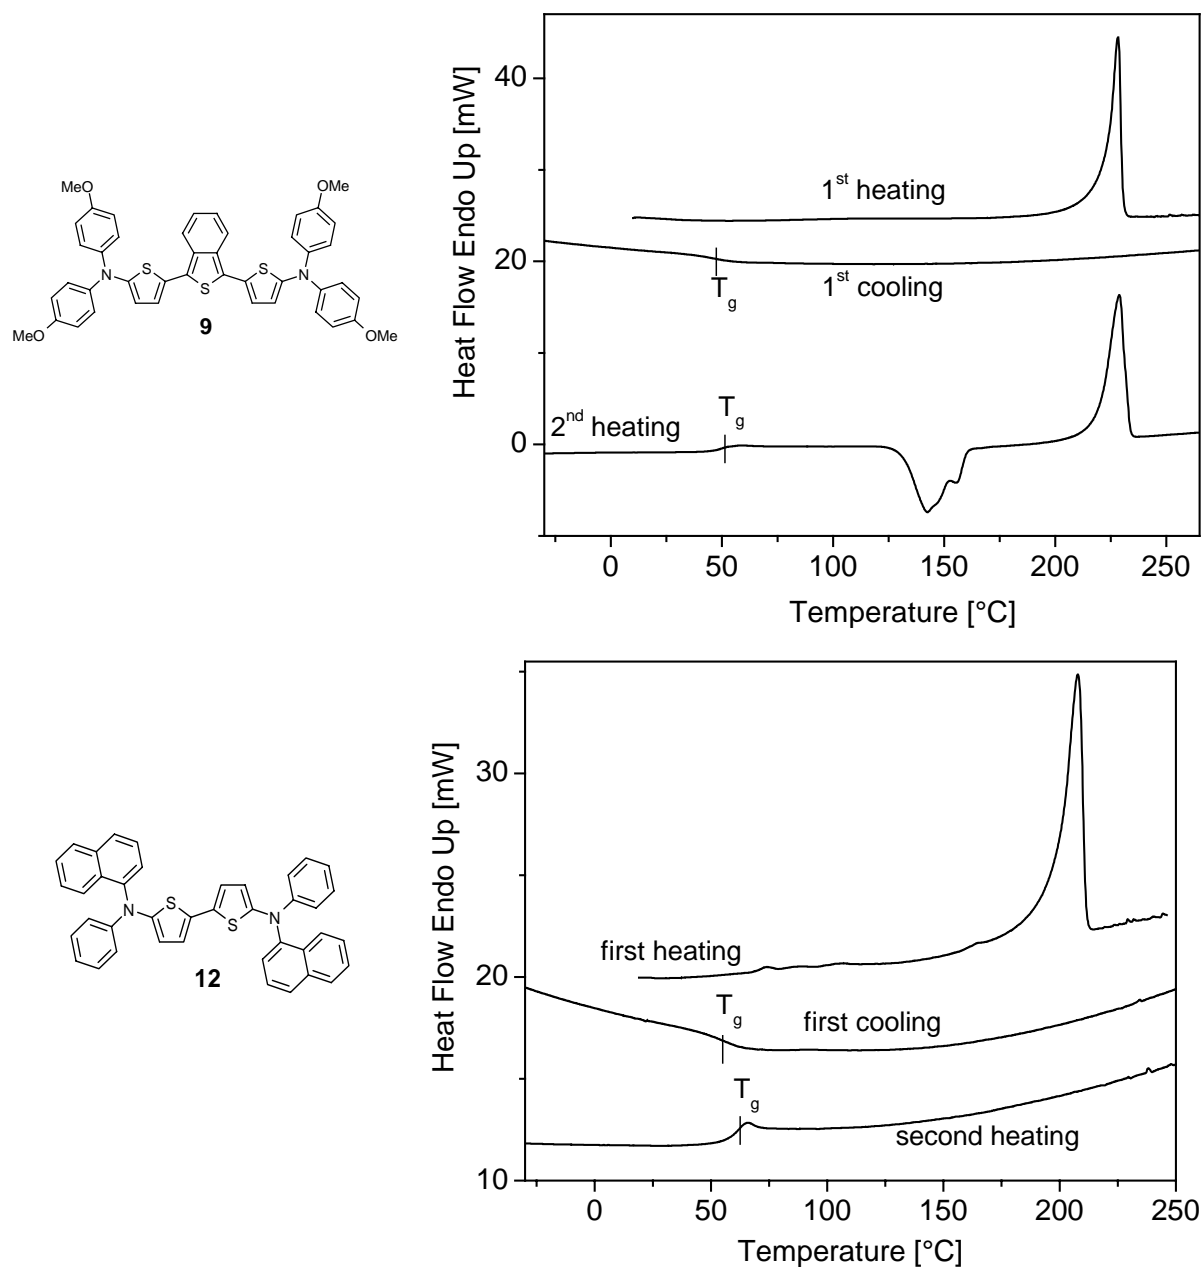 Heat Flow Endo Up [mW]
40
20
0
1st heating
Tg
1st cooling
Tg
2nd heating
0
50
100
150
200
250
Temperature [°C]
MeO
OMe
N
S
S
S
N
MeO
OMe
9
Heat Flow Endo Up [mW]
30
20
10
first heating
Tg
first cooling
Tg
second heating
0
50
100
150
200
250
Temperature [°C]
N
S
S
N
12